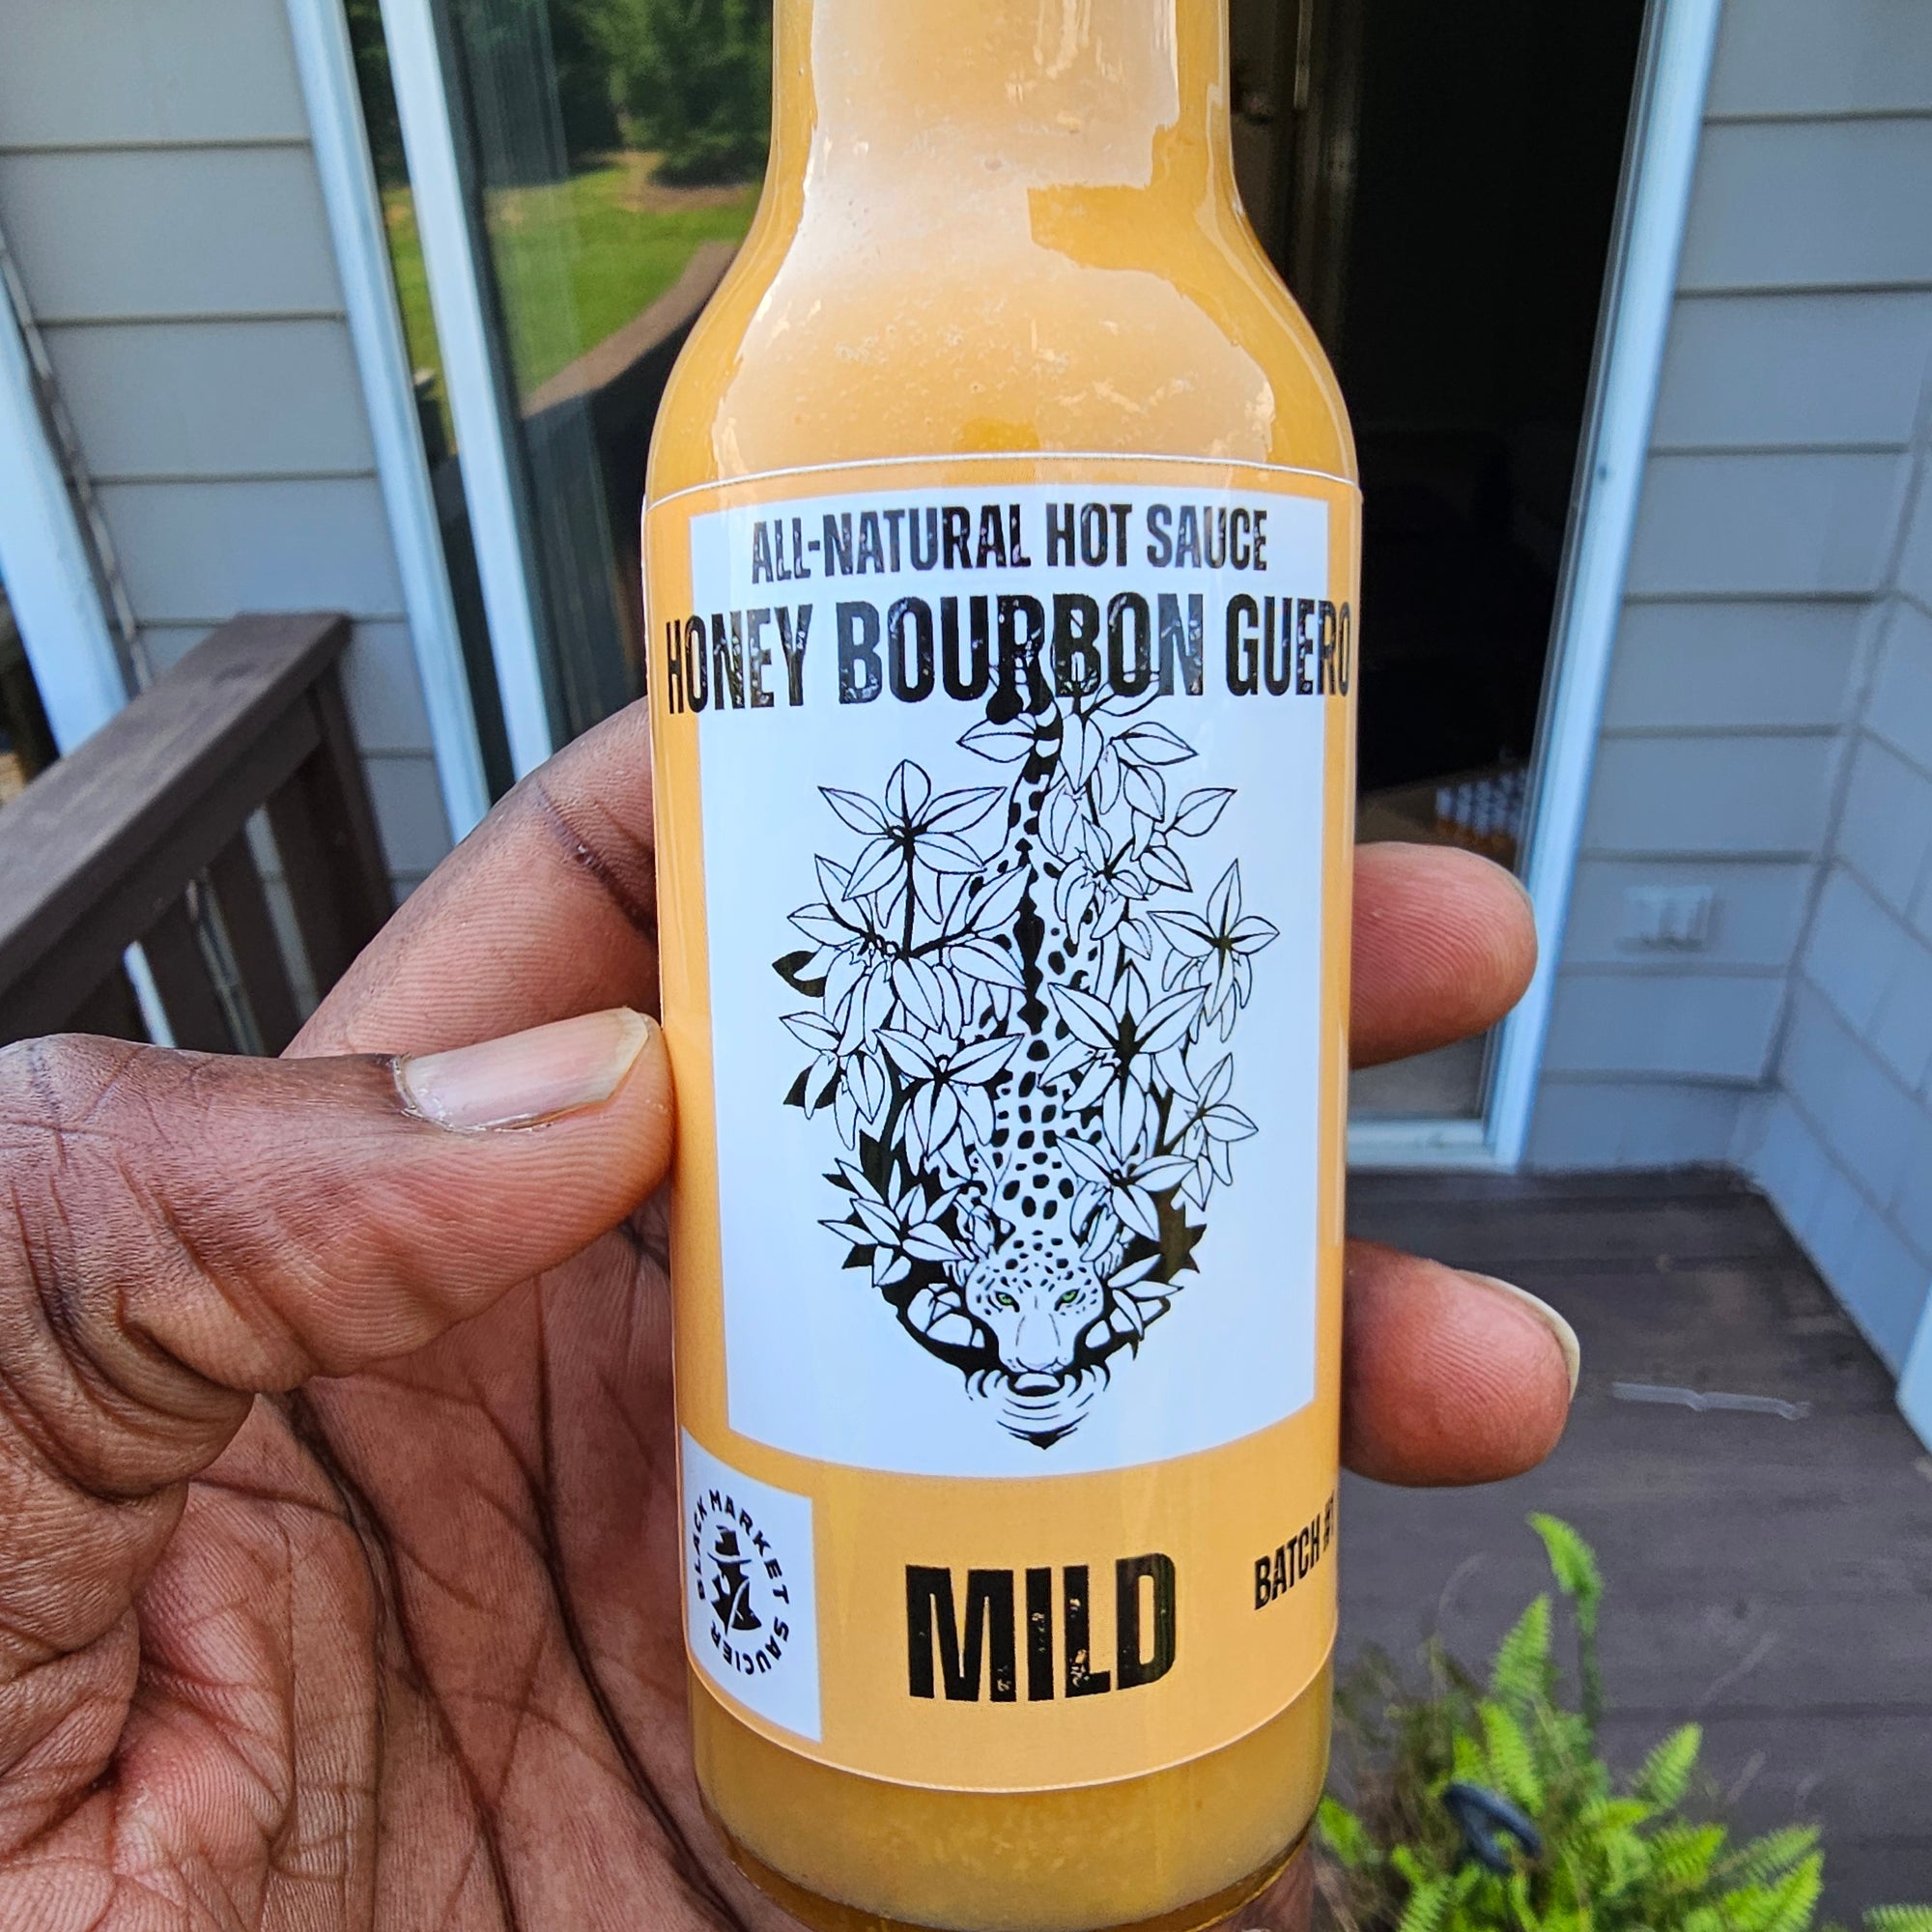 ALL-NATURAL HOT SAUCE
HONEY BOURBON GUERO
BLACK MARKET SAUCIER
MILD
BATCH